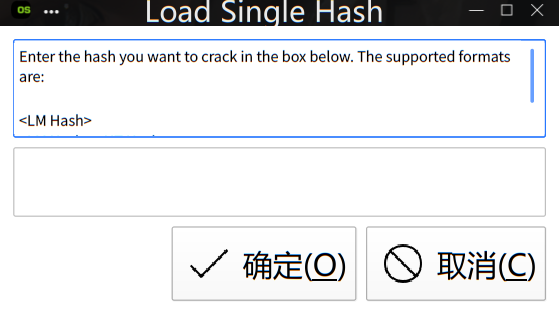 os ••• Load Single Hash
Enter the hash you want to crack in the box below. The supported formats
are:
<LM Hash>
确定(O) 取消(C)